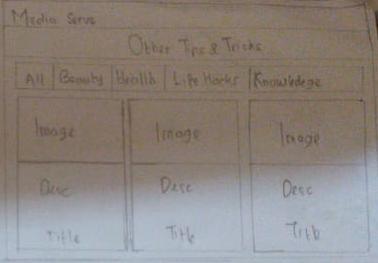 Media Serve
Other Tips & Tricks
All Beauty Health Life Hacks Knowledege
Image Image Image
Desc Desc Desc
Title Title Title